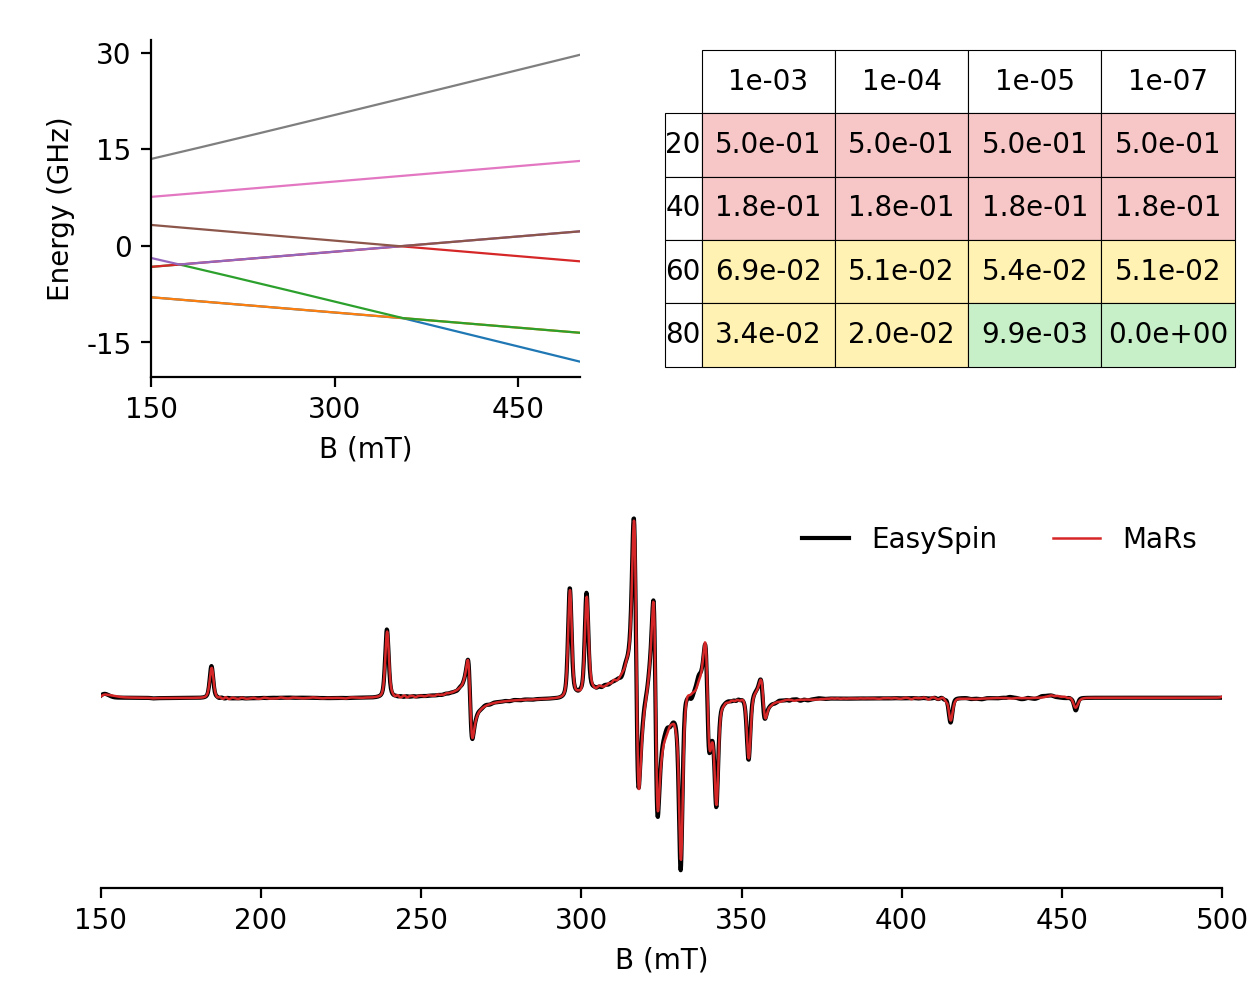 30
15
0
-15
Energy (GHz)
150 300 450
B (mT)
1e-03 1e-04 1e-05 1e-07
20 5.0e-01 5.0e-01 5.0e-01 5.0e-01
40 1.8e-01 1.8e-01 1.8e-01 1.8e-01
60 6.9e-02 5.1e-02 5.4e-02 5.1e-02
80 3.4e-02 2.0e-02 9.9e-03 0.0e+00
EasySpin MaRs
150 200 250 300 350 400 450 500
B (mT)